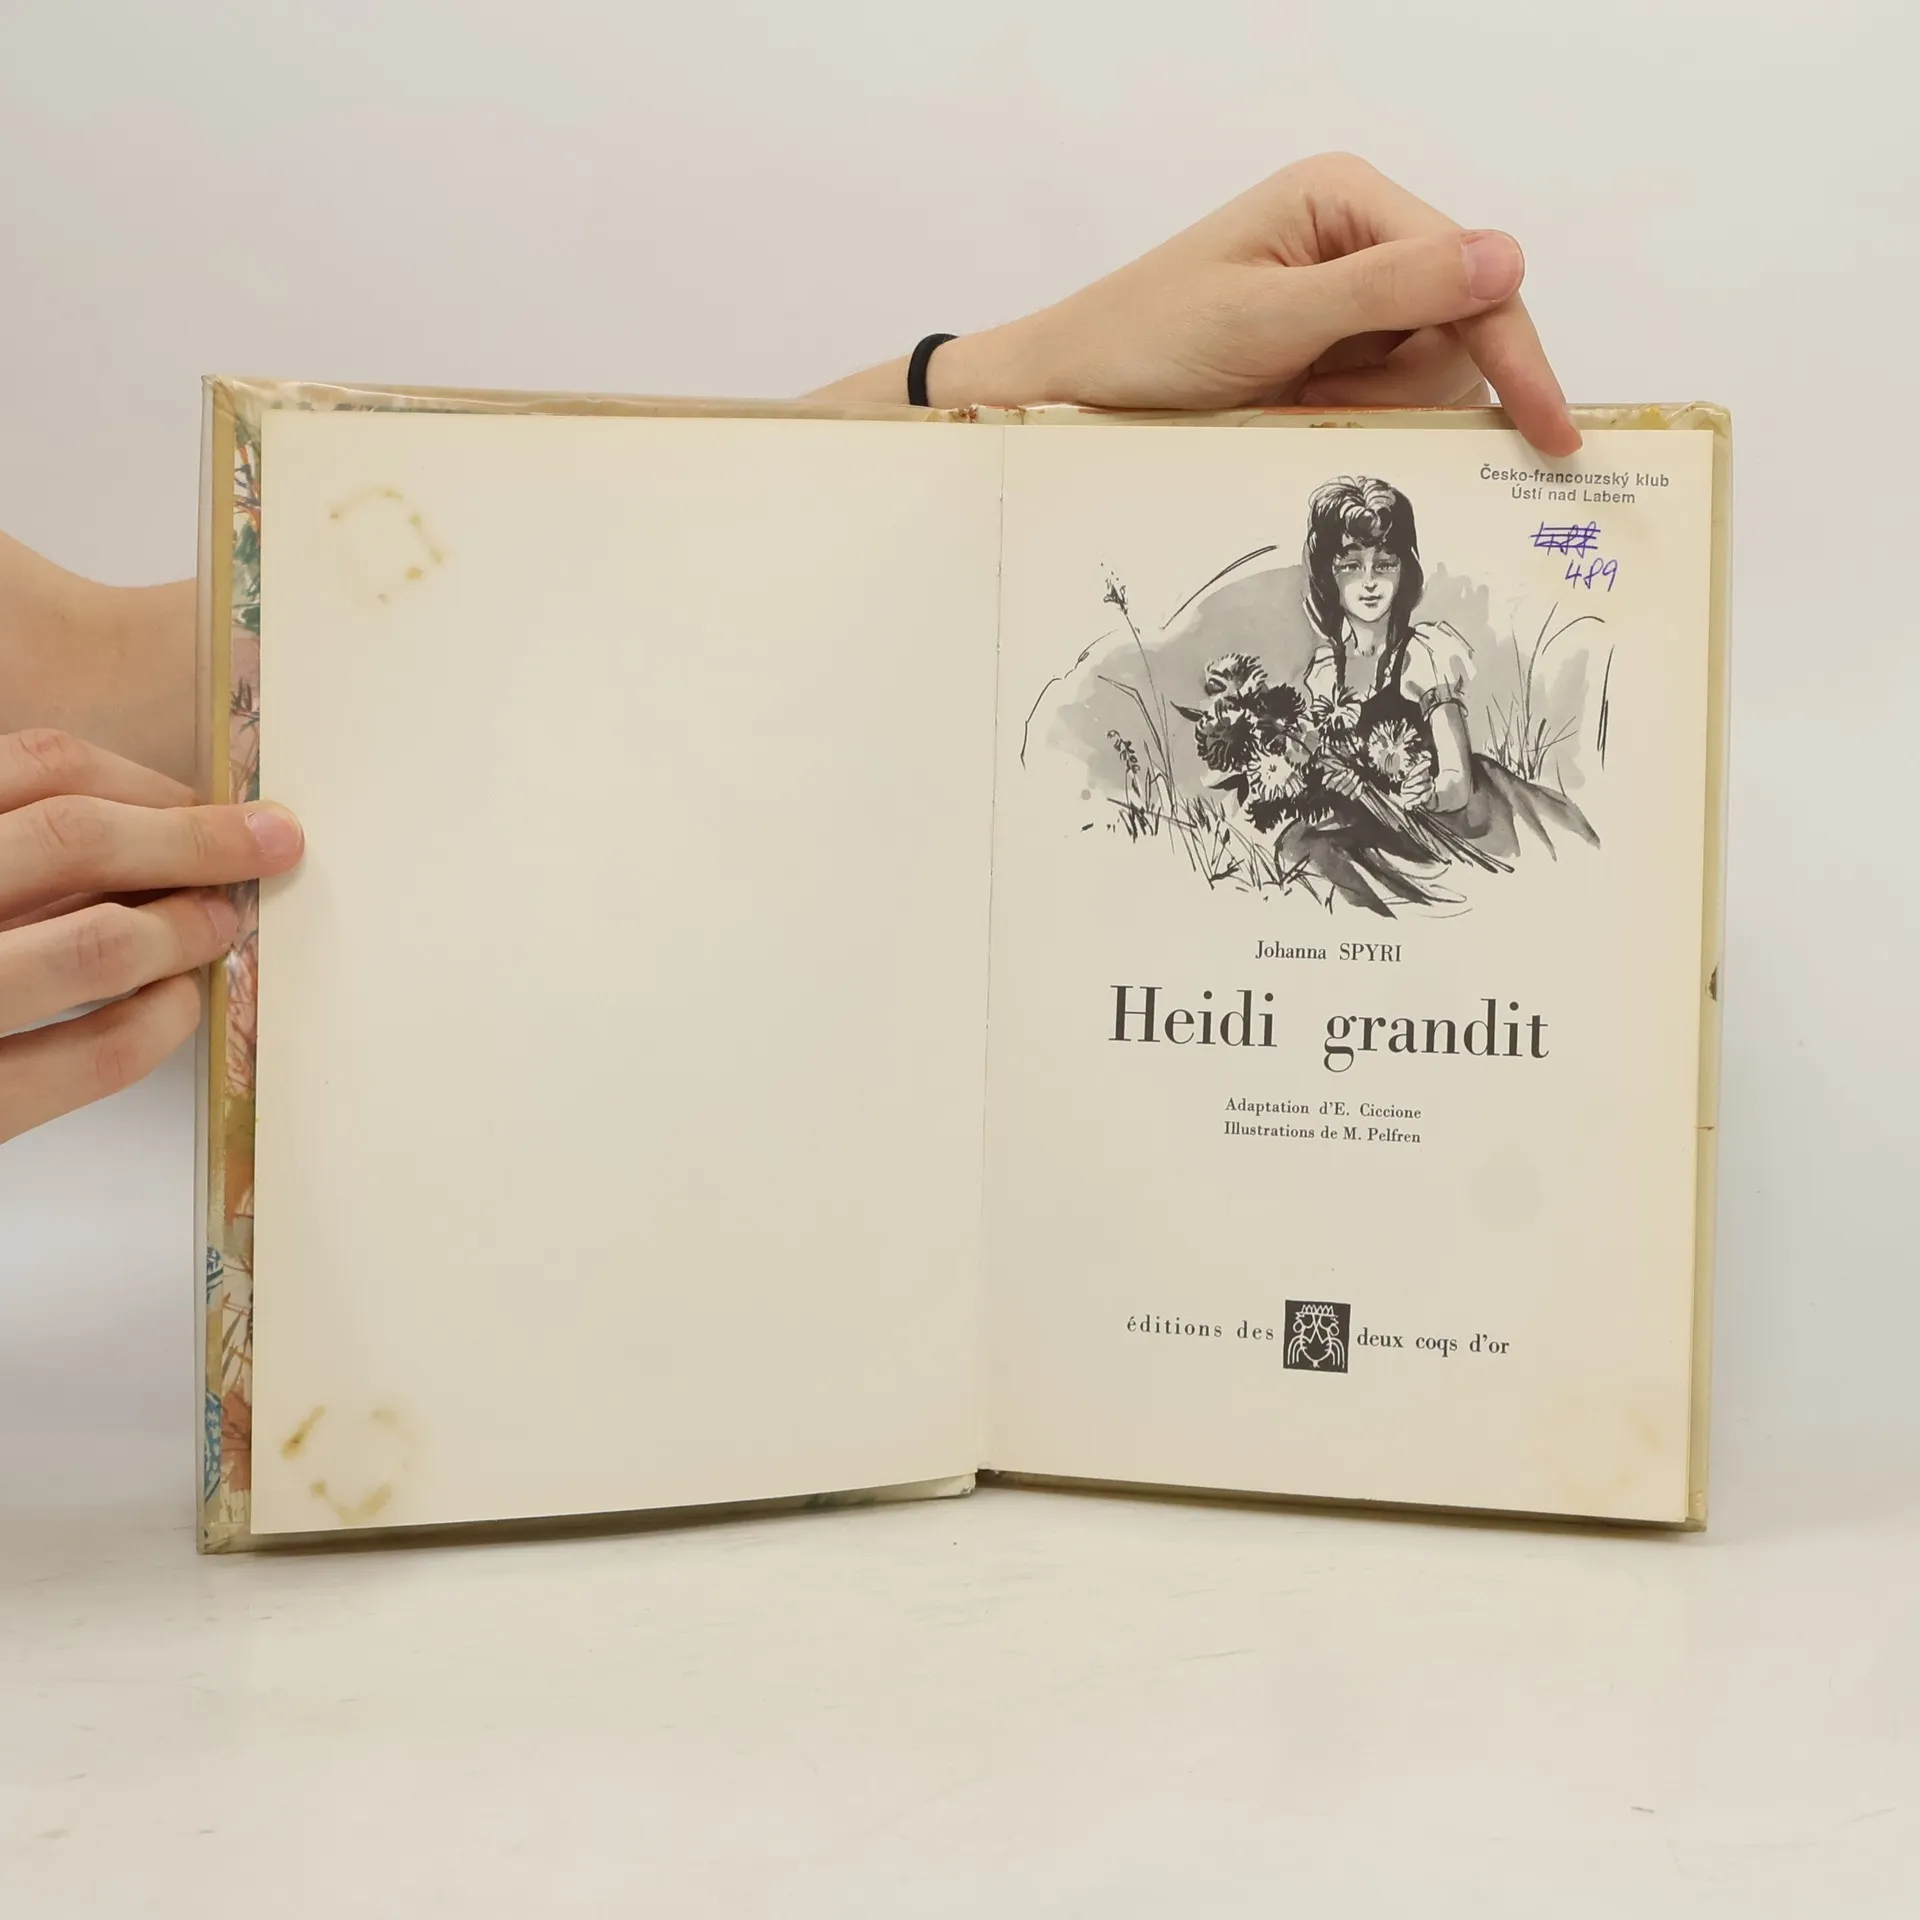 Česko-francouzský klub
Ústí nad Labem
488
489
Johanna SPYRI
Heidi grandit
Adaptation d'E. Ciccione
Illustrations de M. Pelfren
éditions des deux coqs d'or